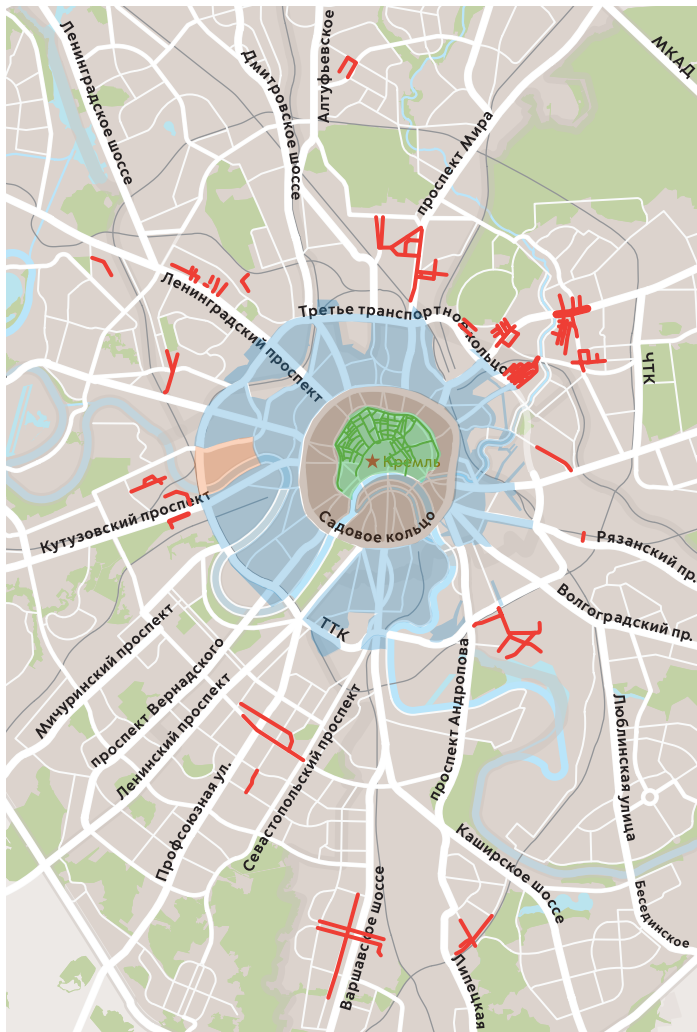 Ленинградское шоссе
Дмитровское шоссе
Алтуфьевское
проспект Мира
МКАД
Ленинградский проспект
Третье транспортное кольцо
ЧТК
Кремль
Садовое кольцо
Кутузовский проспект
Рязанский пр.
Волгоградский пр.
ТТК
Мичуринский проспект
проспект Вернадского
Ленинский проспект
Профсоюзная ул.
Севастопольский проспект
проспект Андропова
Люблинская улица
Каширское шоссе
Бесединское
Варшавское шоссе
Липецкая